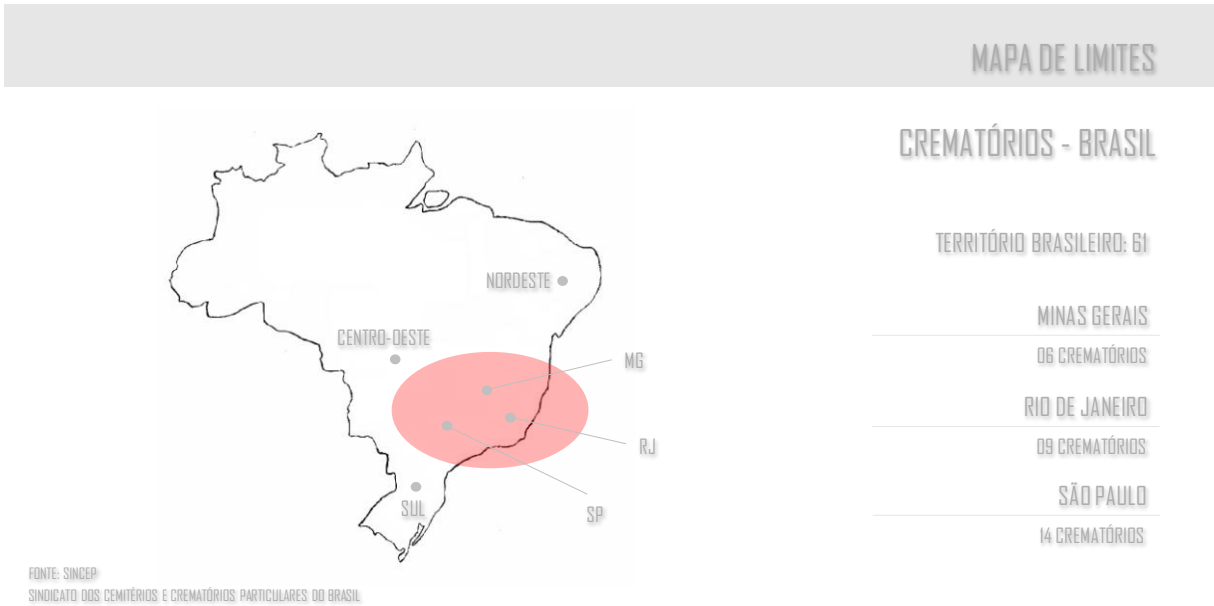 MAPA DE LIMITES
CREMATÓRIOS - BRASIL
TERRITÓRIO BRASILEIRO: 61
NORDESTE
MINAS GERAIS
CENTRO-OESTE
06 CREMATÓRIOS
MG
RIO DE JANEIRO
RJ
09 CREMATÓRIOS
SÃO PAULO
SUL
SP
14 CREMATÓRIOS
FONTE: SINCEP
SINDICATO DOS CEMITÉRIOS E CREMATÓRIOS PARTICULARES DO BRASIL